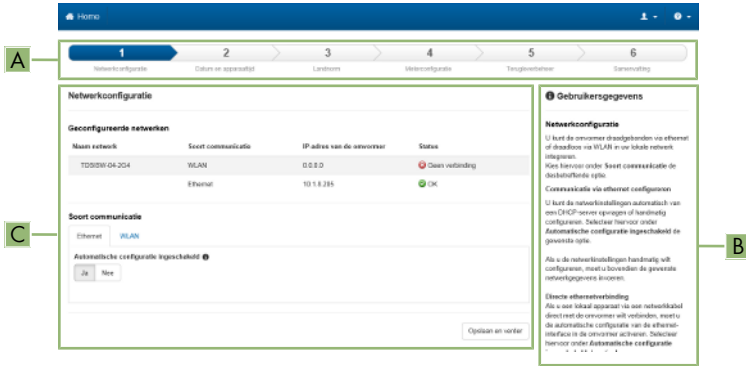 Home
1 2 3 4 5 6
Netwerkconfiguratie Datum en apparaattijd Landnorm Meterconfiguratie Teruglevebeheer Samenvatting
A
Netwerkconfiguratie
Geconfigureerde netwerken
Naam netwerk Soort communicatie IP-adres van de omvormer Status
WLAN 0.0.0.0 Geen verbinding
Ethernet 10.1.8.205 OK
C
Soort communicatie
Ethernet WLAN
Automatische configuratie ingeschakeld
Ja Nee
Opslaan en verder
Gebruikersgegevens
Netwerkconfiguratie
U kunt de omvormer draadgebonden via ethernet
of draadloos via WLAN in uw lokale netwerk
integreren.
Kies hiervoor onder Soort communicatie de
desbetreffende optie.
Communicatie via ethernet configureren
U kunt de netwerkinstellingen automatisch van
een DHCP-server opvragen of handmatig
configureren. Selecteer hiervoor onder
Automatische configuratie ingeschakeld de
gewenste optie.
B
Als u de netwerkinstellingen handmatig wilt
configureren, moet u bovendien de gewenste
netwerkgegevens invoeren.
Directe ethernetverbinding
Als u een lokaal apparaat via een netwerkkabel
direct met de omvormer wilt verbinden, moet u
de automatische configuratie van de ethernet-
interface in de omvormer activeren. Selecteer
hiervoor onder Automatische configuratie